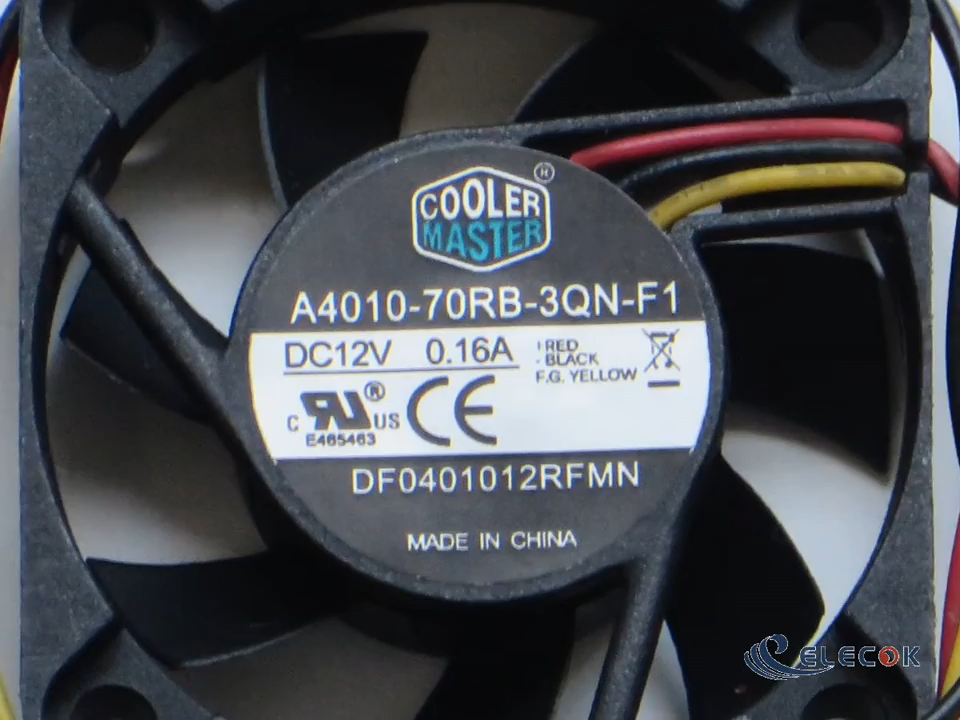 COOLER
MASTER
A4010-70RB-3QN-F1
DC12V 0.16A
RED
- BLACK
F.G. YELLOW
C US
E465463
CE
DF0401012RFMN
MADE IN CHINA
ELECOK